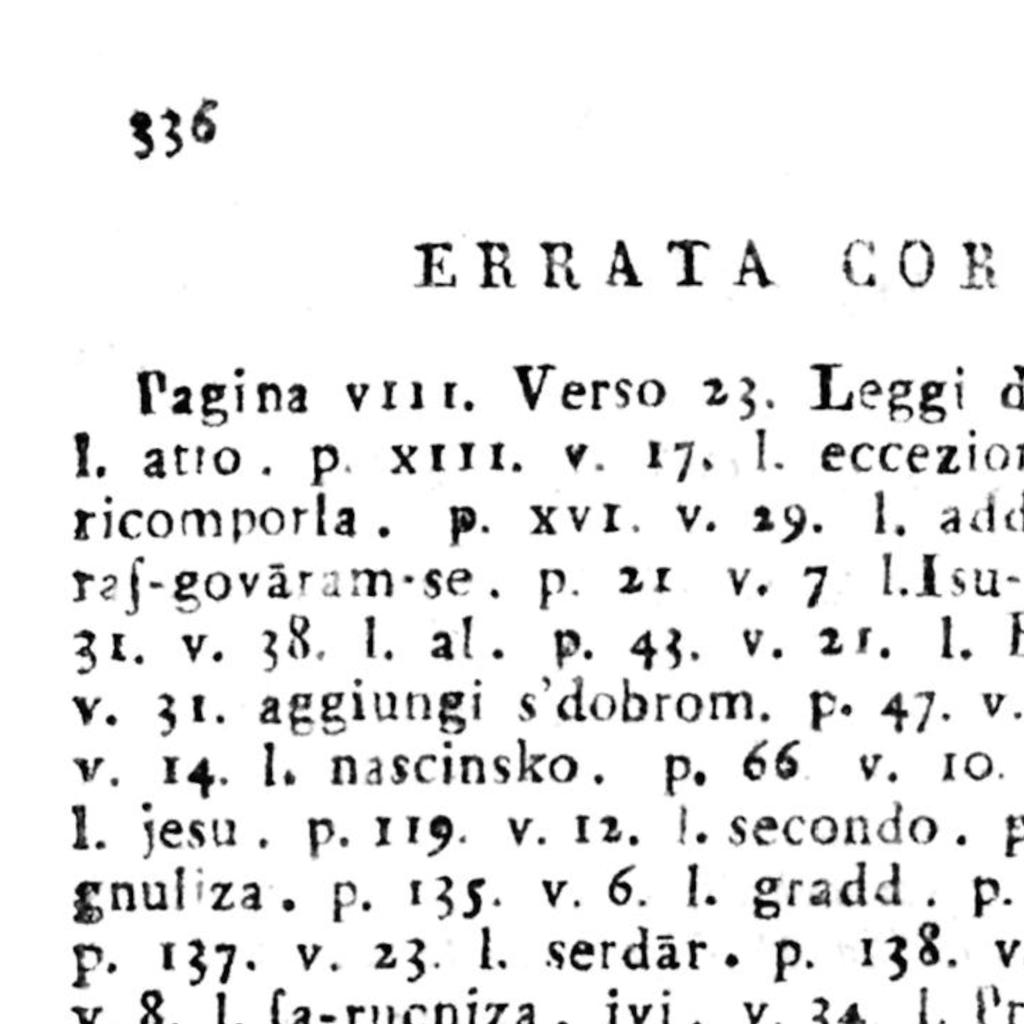 336
ERRATA COR
Pagina VIII. Verso 23. Leggi d
l. atto. p. XIII. v. 17. l. eccezion
ricomporla. p. XVI. v. 29. l. add
raſ-govāram-se. p. 21 v. 7 l. Isu-
31. v. 38. l. al. p. 43. v. 21. l.
v. 31. aggiungi s'dobrom. p. 47. v.
v. 14. l. nascinsko. p. 66 v. 10.
l. jesu. p. 119. v. 12. l. secondo. p
gnuliza. p. 135. v. 6. l. gradd. p.
p. 137. v. 23. l. serdār. p. 138. v
v. 8. l. ſa-rucniza. ivi. v. 34. l. Pr